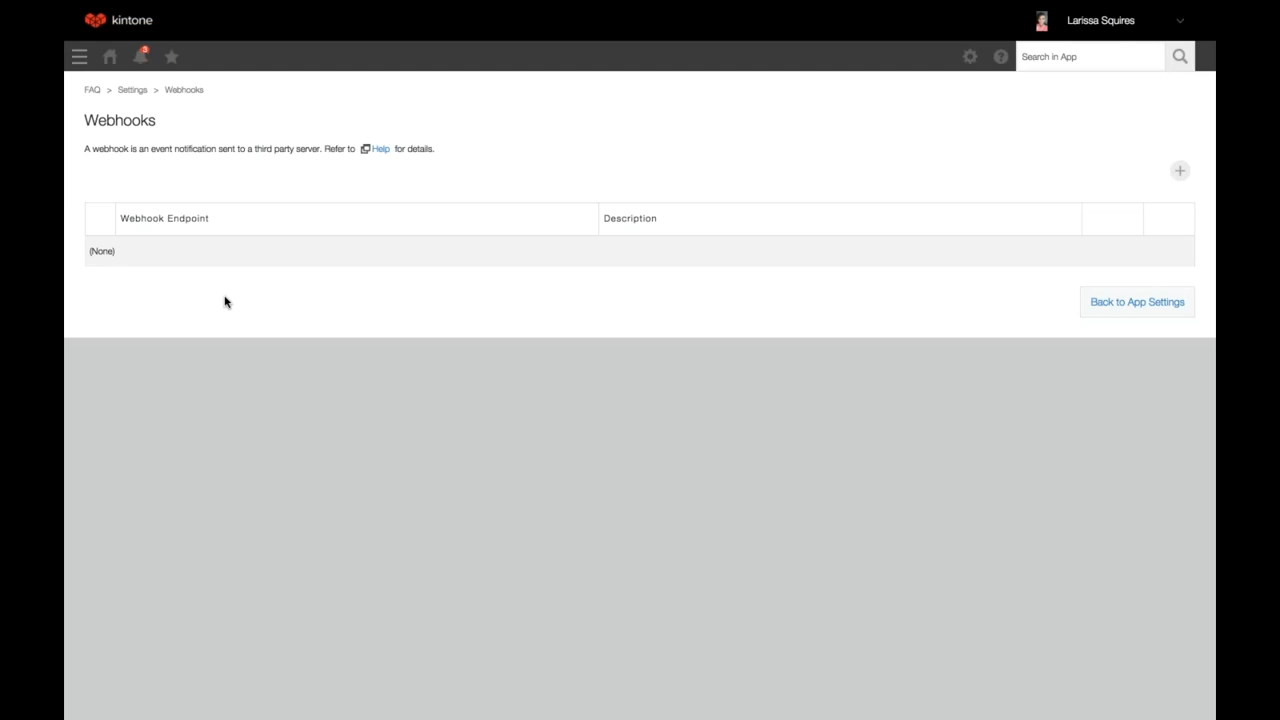 kintone
Larissa Squires
3
Search in App
FAQ > Settings > Webhooks
Webhooks
A webhook is an event notification sent to a third party server. Refer to Help for details.
Webhook Endpoint Description
(None)
Back to App Settings